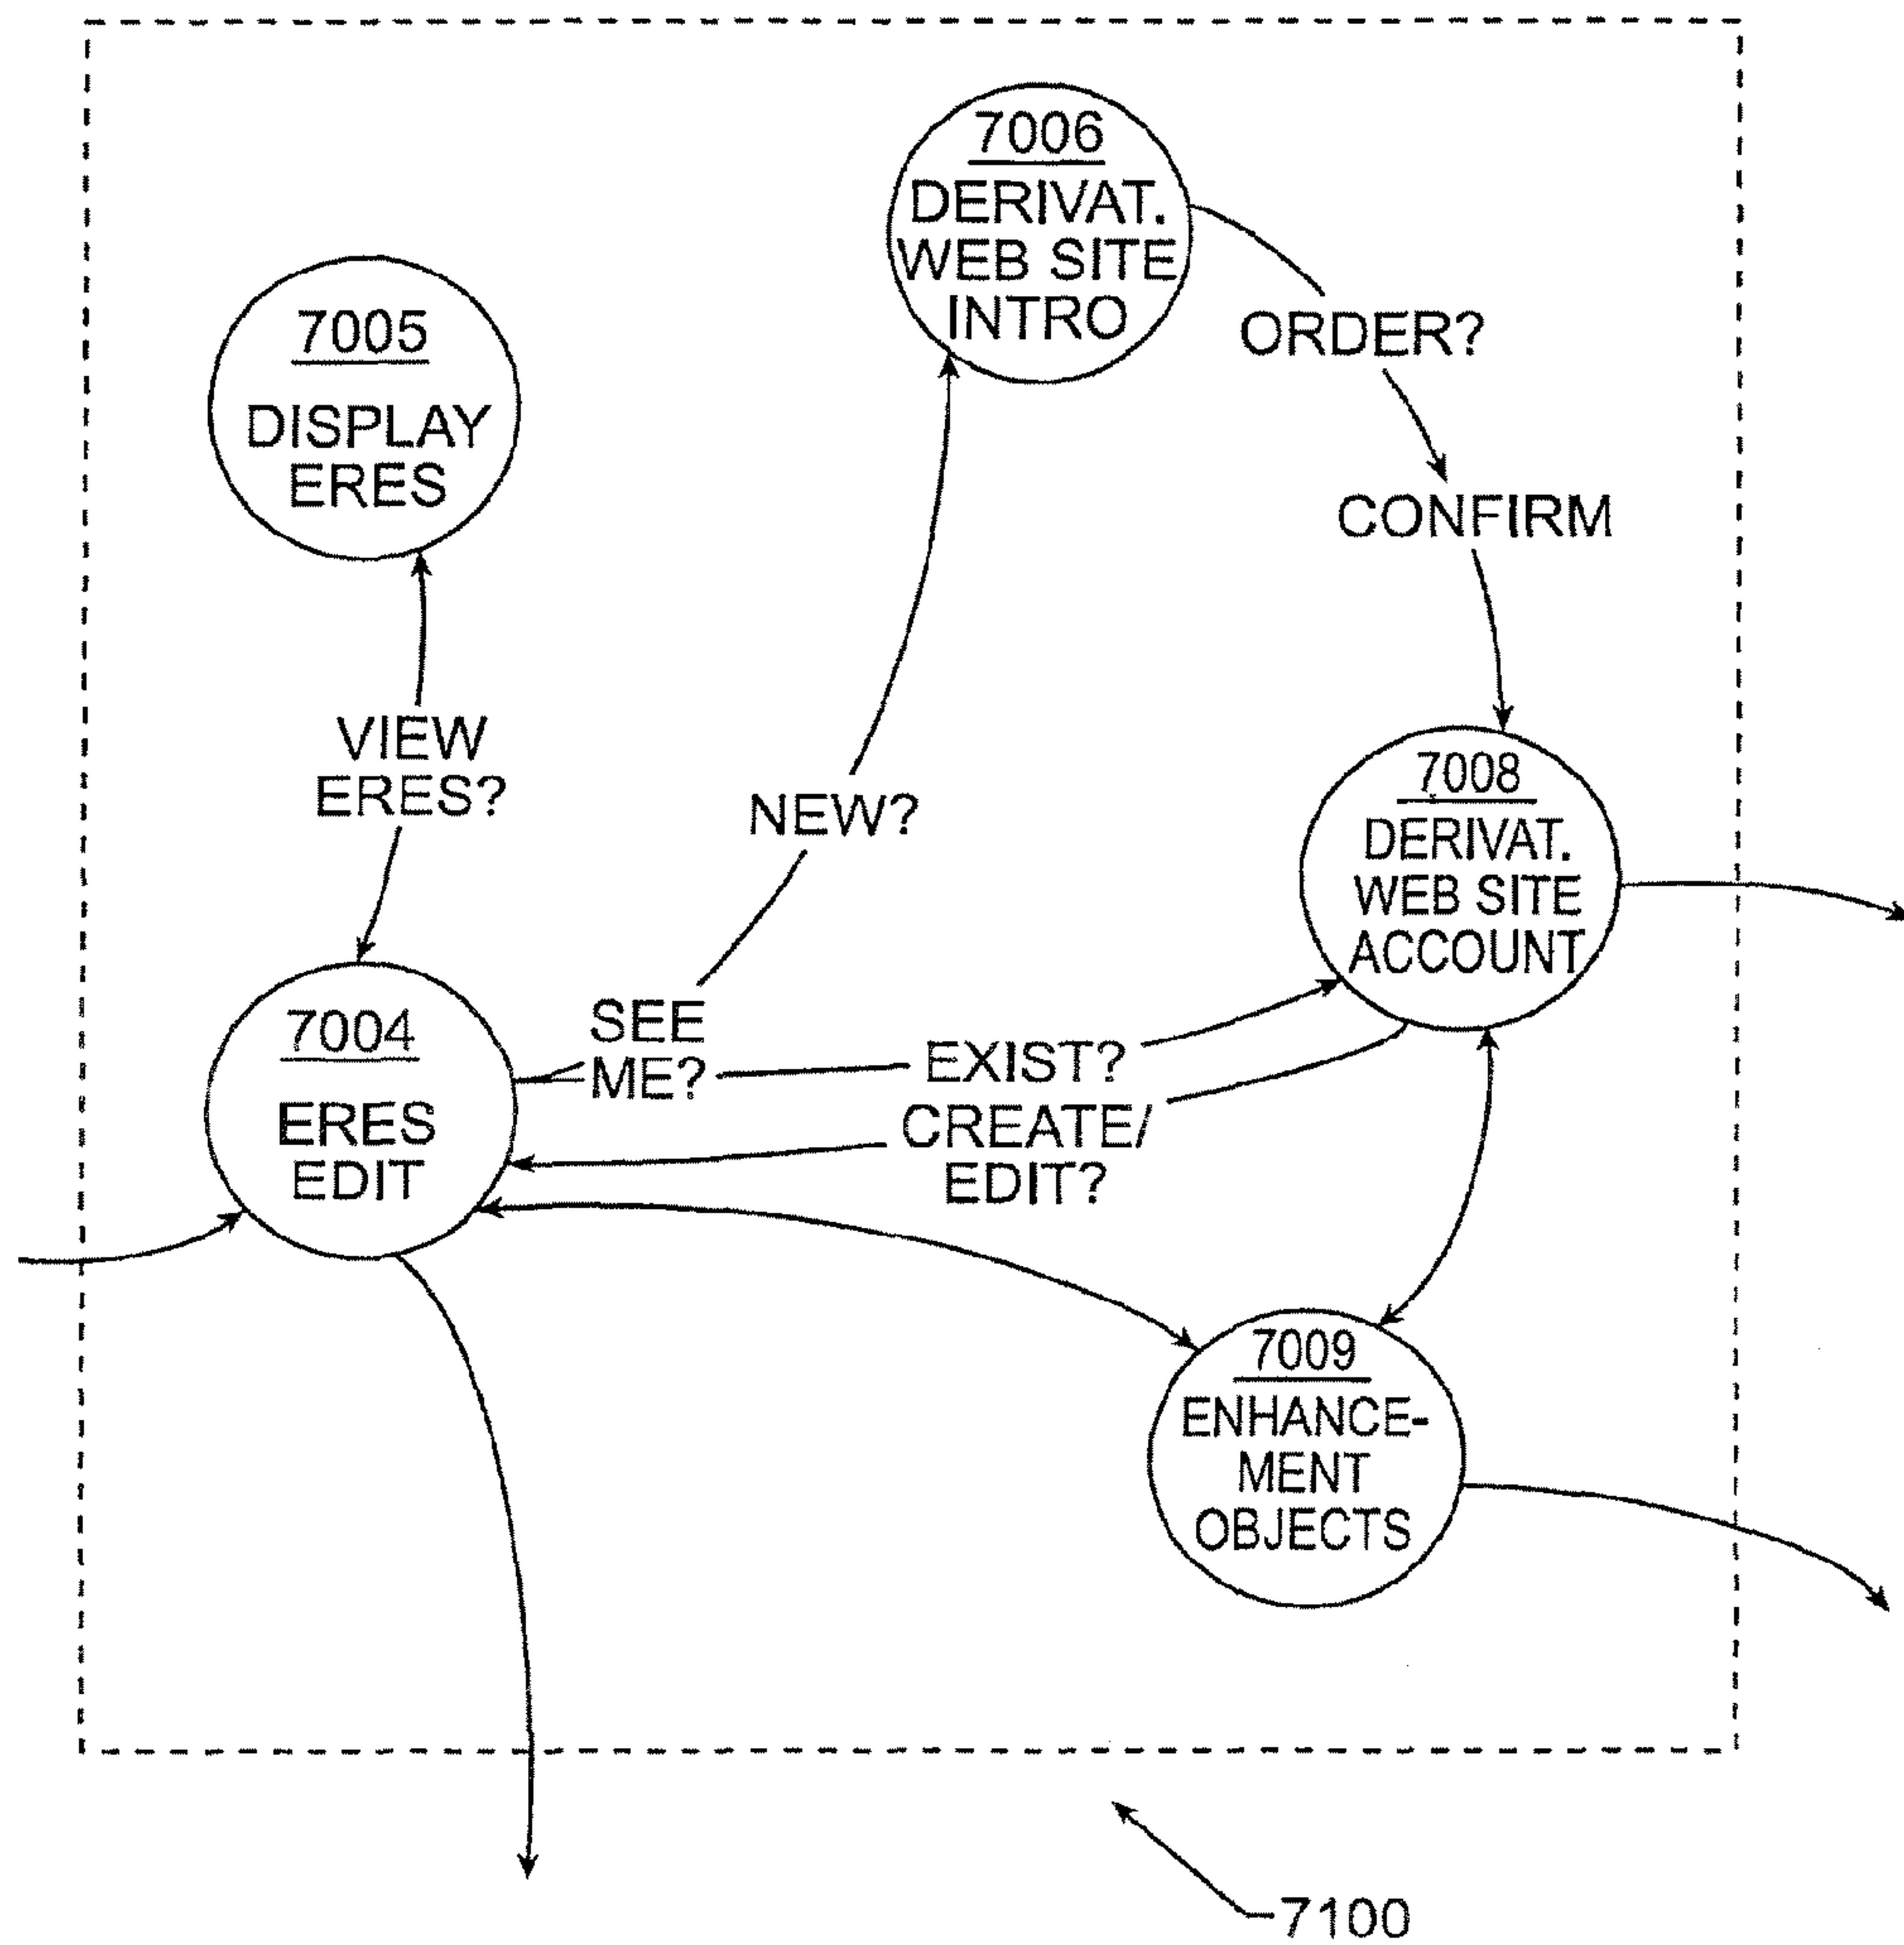 7006
DERIVAT.
WEB SITE
INTRO
7005
DISPLAY
ERES
ORDER?
CONFIRM
VIEW
ERES?
NEW?
7008
DERIVAT.
WEB SITE
ACCOUNT
7004
ERES
EDIT
SEE
ME?
EXIST?
CREATE/
EDIT?
7009
ENHANCE-
MENT
OBJECTS
7100